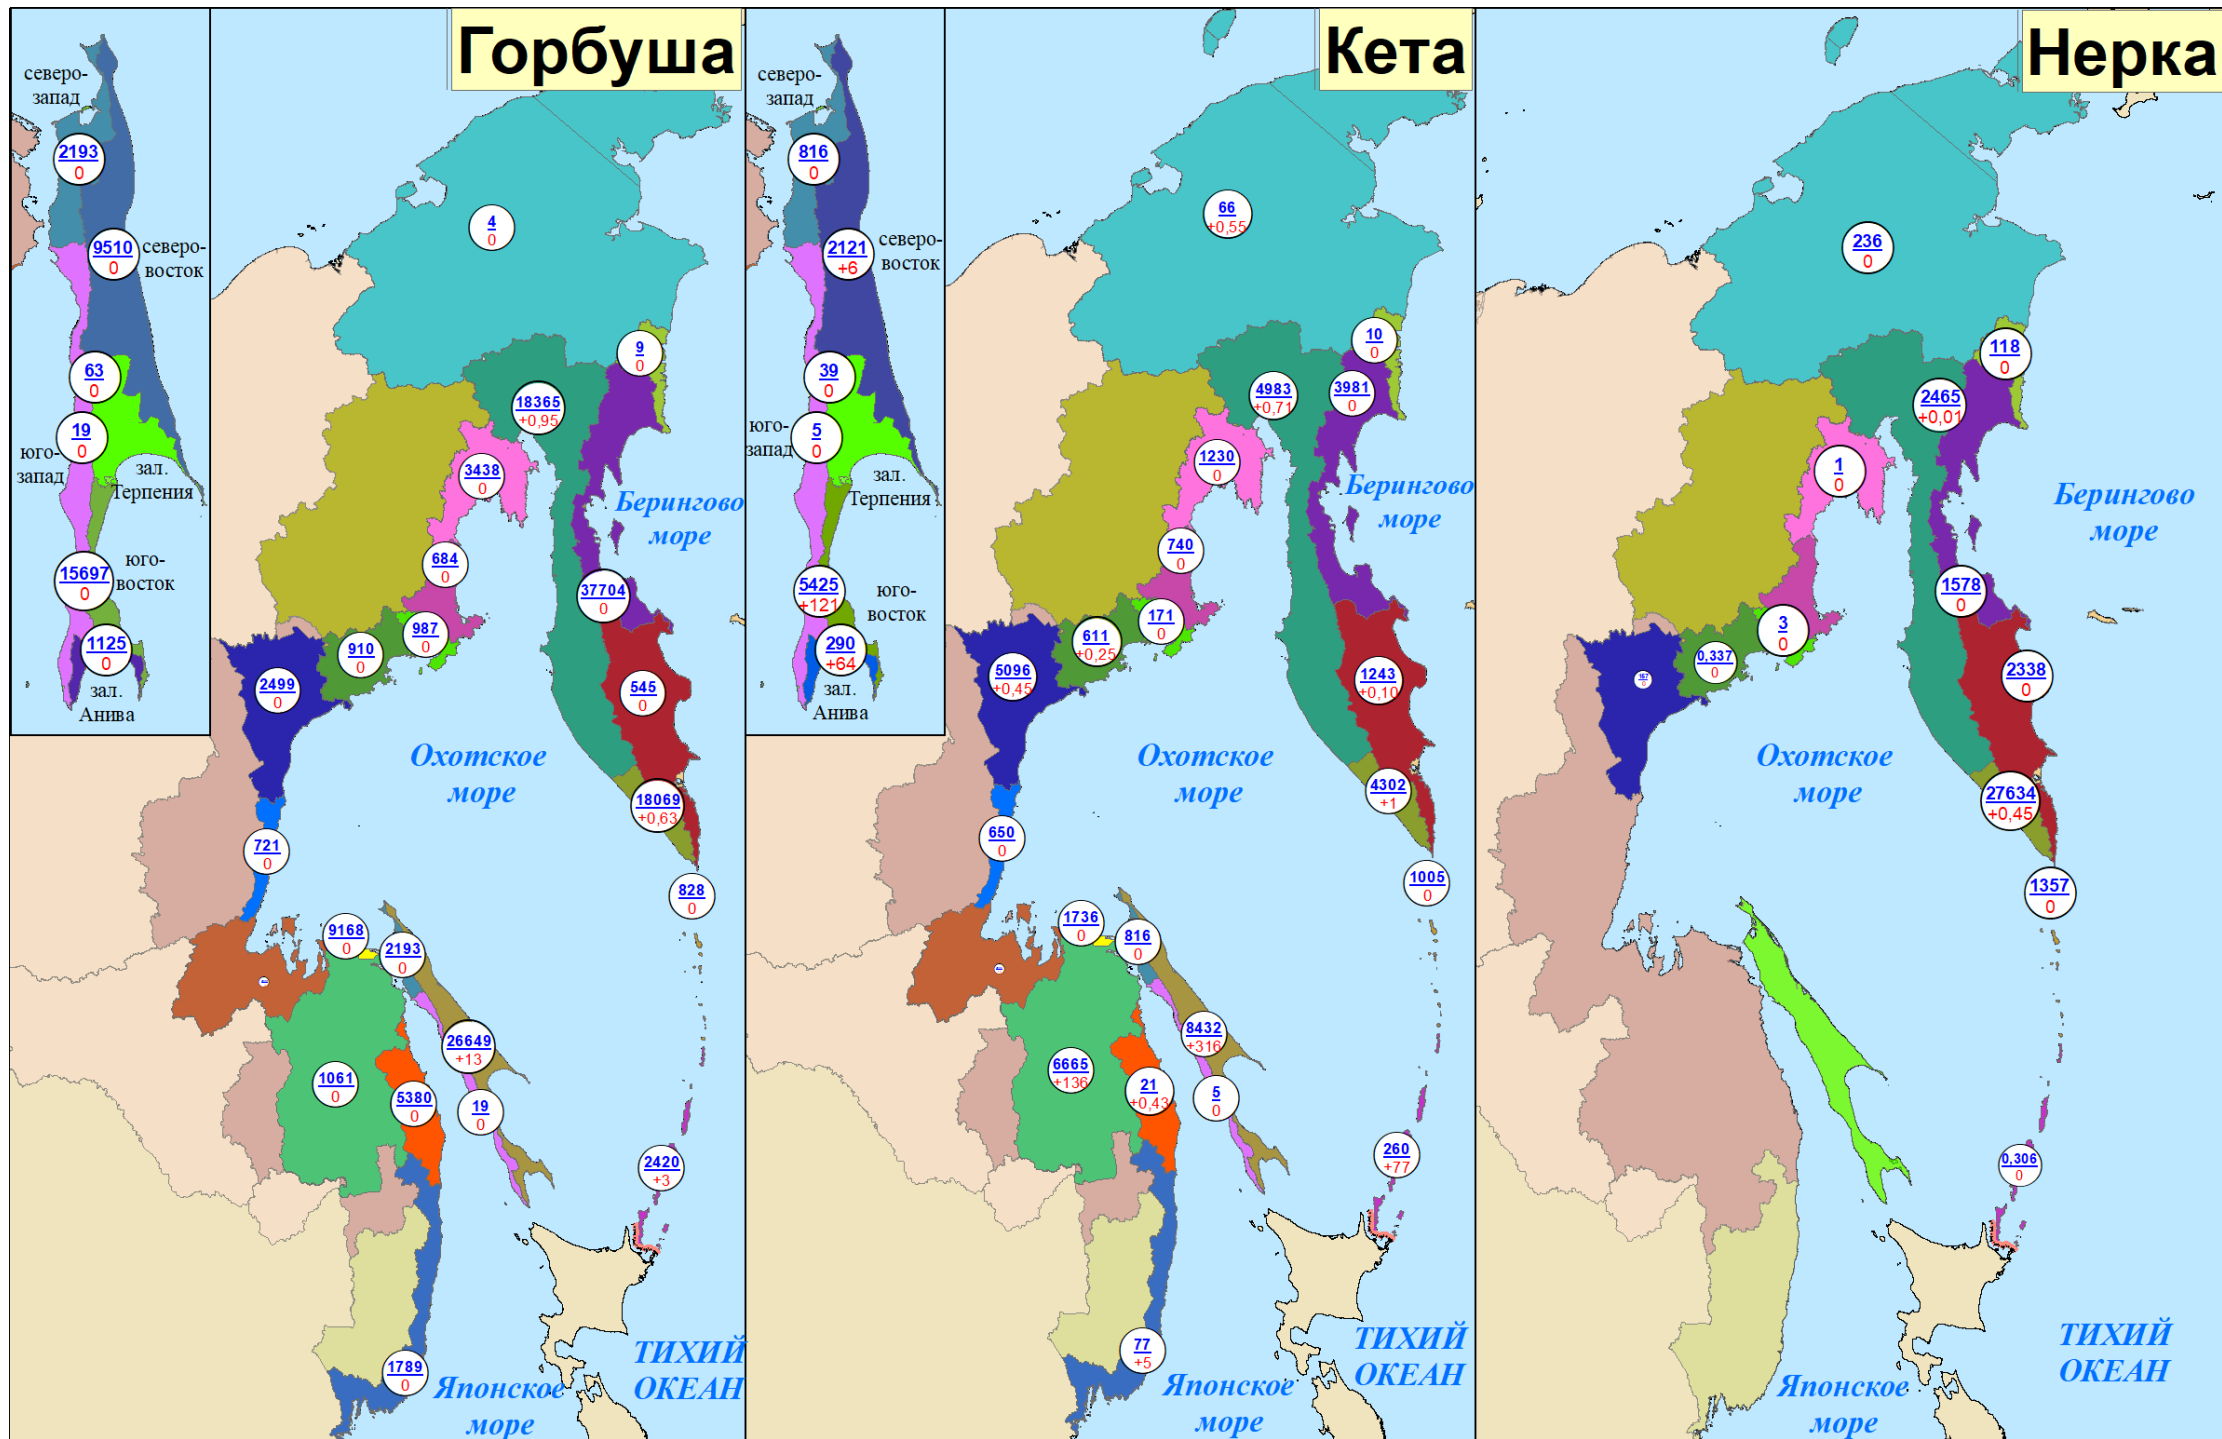 Горбуша
северо-
запад
2193
0
9510
0
северо-
восток
63
0
19
0
юго-
запад
зал.
Терпения
15697
0
юго-
восток
1125
0
зал.
Анива
4
0
9
0
18365
+0,95
3438
0
Берингово
море
684
0
37704
0
987
0
910
0
2499
0
545
0
Охотское
море
18069
+0,63
721
0
828
0
9168
0
2193
0
26649
+13
1061
0
5380
0
19
0
2420
+3
ТИХИЙ
ОКЕАН
1789
0
Японское
море
Кета
северо-
запад
816
0
2121
+6
северо-
восток
39
0
5
0
юго-
запад
зал.
Терпения
5425
+121
юго-
восток
290
+64
зал.
Анива
66
+0,55
10
0
4983
+0,71
3981
0
1230
0
Берингово
море
740
0
171
0
611
+0,25
5096
+0,45
1243
+0,10
Охотское
море
4302
+1
650
0
1005
0
1736
0
816
0
8432
+316
6665
+136
21
+0,43
5
0
260
+77
ТИХИЙ
ОКЕАН
77
+5
Японское
море
Нерка
236
0
118
0
2465
+0,01
1
0
Берингово
море
1578
0
3
0
0,337
0
167
0
2338
0
Охотское
море
27634
+0,45
1357
0
0,306
0
ТИХИЙ
ОКЕАН
Японское
море